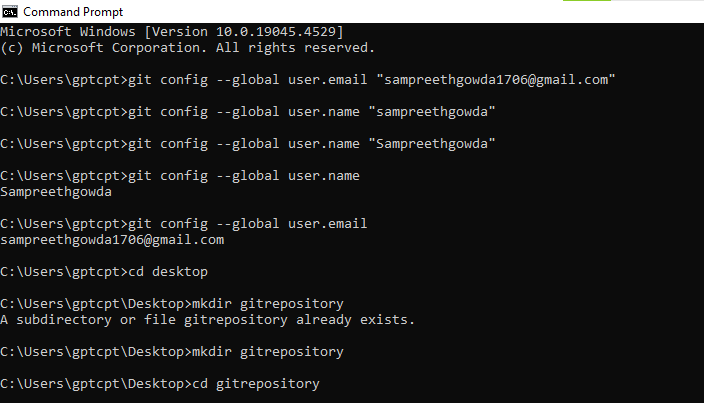 Command Prompt
Microsoft Windows [Version 10.0.19045.4529]
(c) Microsoft Corporation. All rights reserved.
C:\Users\gptcpt>git config --global user.email "sampreethgowda1706@gmail.com"
C:\Users\gptcpt>git config --global user.name "sampreethgowda"
C:\Users\gptcpt>git config --global user.name "Sampreethgowda"
C:\Users\gptcpt>git config --global user.name
Sampreethgowda
C:\Users\gptcpt>git config --global user.email
sampreethgowda1706@gmail.com
C:\Users\gptcpt>cd desktop
C:\Users\gptcpt\Desktop>mkdir gitrepository
A subdirectory or file gitrepository already exists.
C:\Users\gptcpt\Desktop>mkdir gitrepository
C:\Users\gptcpt\Desktop>cd gitrepository